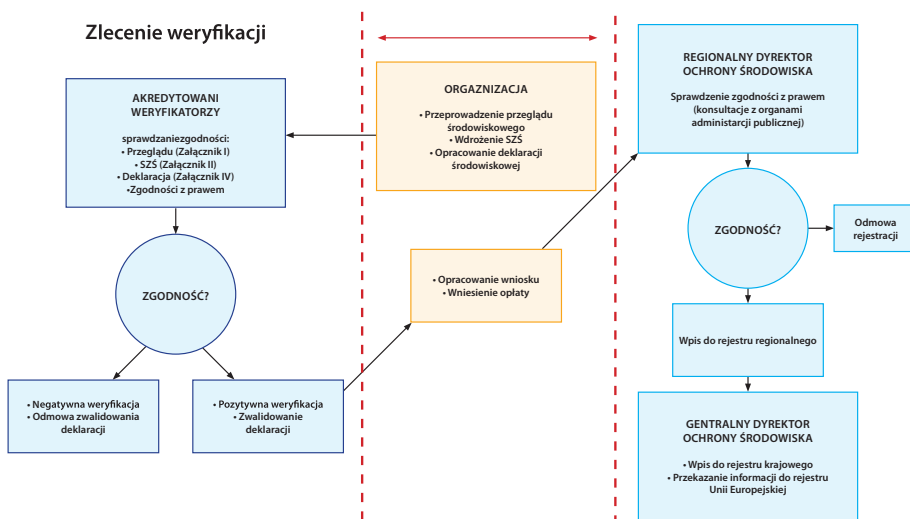 Zlecenie weryfikacji
AKREDYTOWANI
WERYFIKATORZY
sprawdzaniezgodności:
• Przeglądu (Załącznik I)
• SZŚ (Załącznik II)
• Deklaracja (Załącznik IV)
•Zgodności z prawem
ZGODNOŚĆ?
• Negatywna weryfikacja
• Odmowa zwalidowania
deklaracji
• Pozytywna weryfikacja
• Zwalidowanie
deklaracji
ORGAZNIZACJA
• Przeprowadzenie przeglądu
środowiskowego
• Wdrożenie SZŚ
• Opracowanie deklaracji
środowiskowej
• Opracowanie wniosku
• Wniesienie opłaty
REGIONALNY DYREKTOR
OCHRONY ŚRODOWISKA
Sprawdzenie zgodności z prawem
(konsultacje z organami
administarcji publicznej)
ZGODNOŚĆ?
Odmowa
rejestracji
Wpis do rejestru regionalnego
GENTRALNY DYREKTOR
OCHRONY ŚRODOWISKA
• Wpis do rejestru krajowego
• Przekazanie informacji do rejestru
Unii Europejskiej